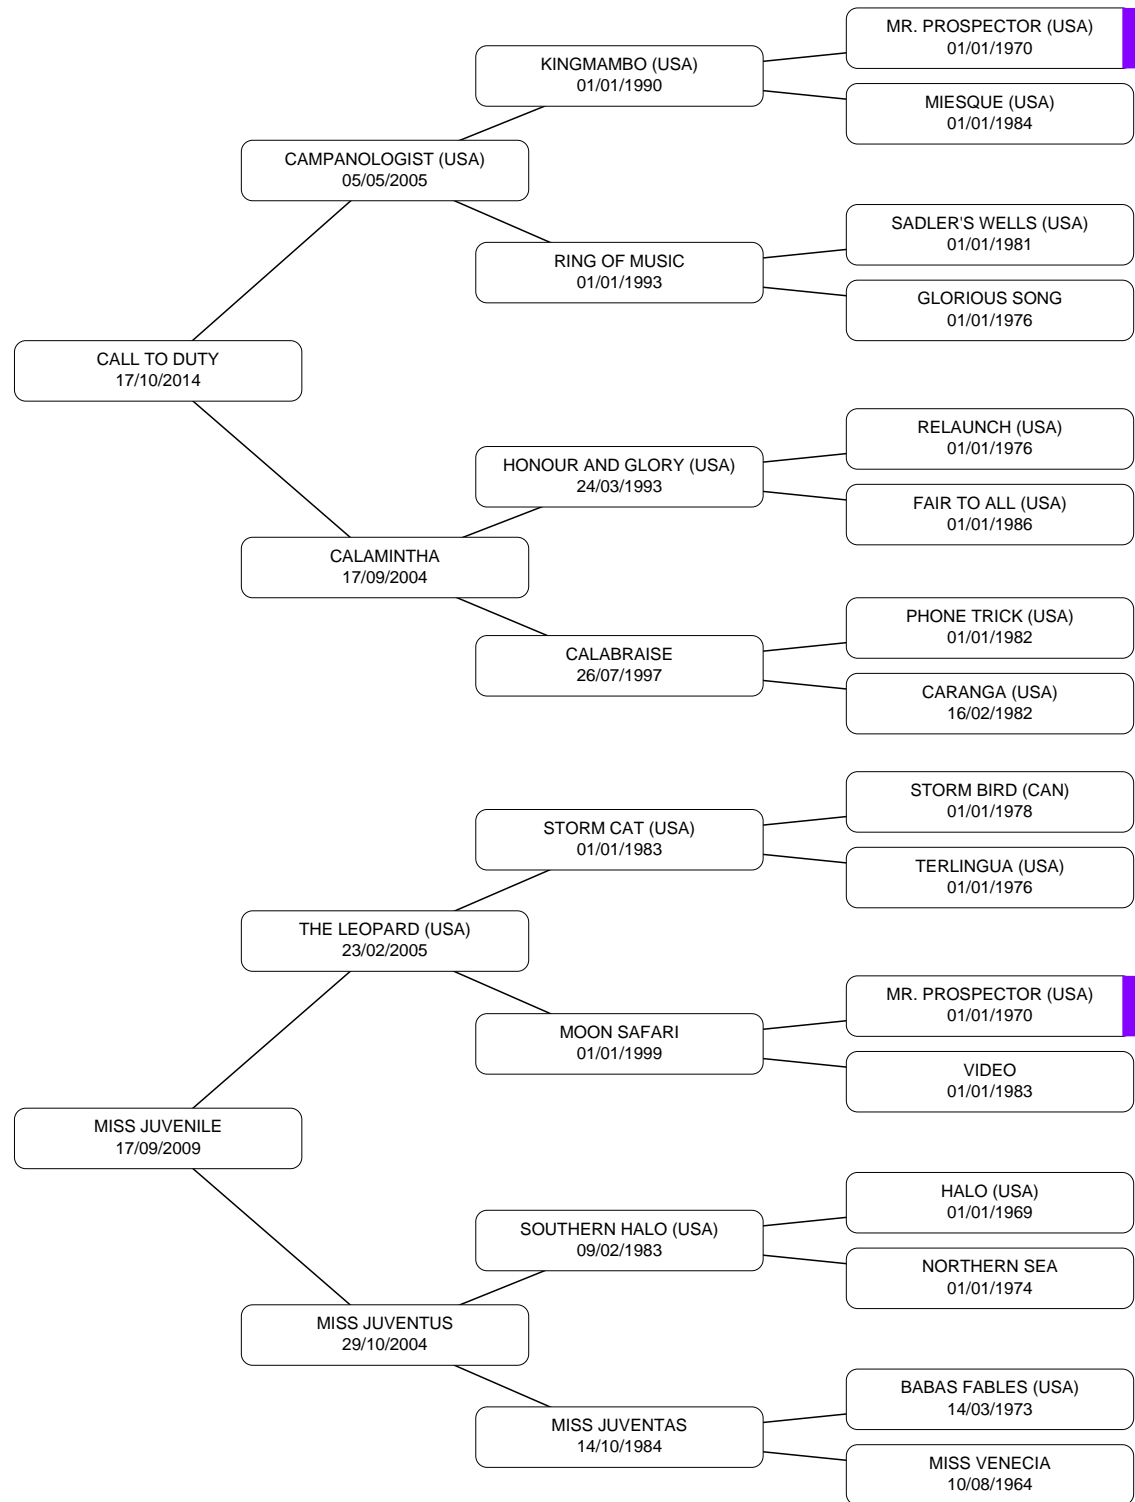 MR. PROSPECTOR (USA)
01/01/1970
KINGMAMBO (USA)
01/01/1990
MIESQUE (USA)
01/01/1984
CAMPANOLOGIST (USA)
05/05/2005
SADLER'S WELLS (USA)
01/01/1981
RING OF MUSIC
01/01/1993
GLORIOUS SONG
01/01/1976
CALL TO DUTY
17/10/2014
RELAUNCH (USA)
01/01/1976
HONOUR AND GLORY (USA)
24/03/1993
FAIR TO ALL (USA)
01/01/1986
CALAMINTHA
17/09/2004
PHONE TRICK (USA)
01/01/1982
CALABRAISE
26/07/1997
CARANGA (USA)
16/02/1982
STORM BIRD (CAN)
01/01/1978
STORM CAT (USA)
01/01/1983
TERLINGUA (USA)
01/01/1976
THE LEOPARD (USA)
23/02/2005
MR. PROSPECTOR (USA)
01/01/1970
MOON SAFARI
01/01/1999
VIDEO
01/01/1983
MISS JUVENILE
17/09/2009
HALO (USA)
01/01/1969
SOUTHERN HALO (USA)
09/02/1983
NORTHERN SEA
01/01/1974
MISS JUVENTUS
29/10/2004
BABAS FABLES (USA)
14/03/1973
MISS JUVENTAS
14/10/1984
MISS VENECIA
10/08/1964